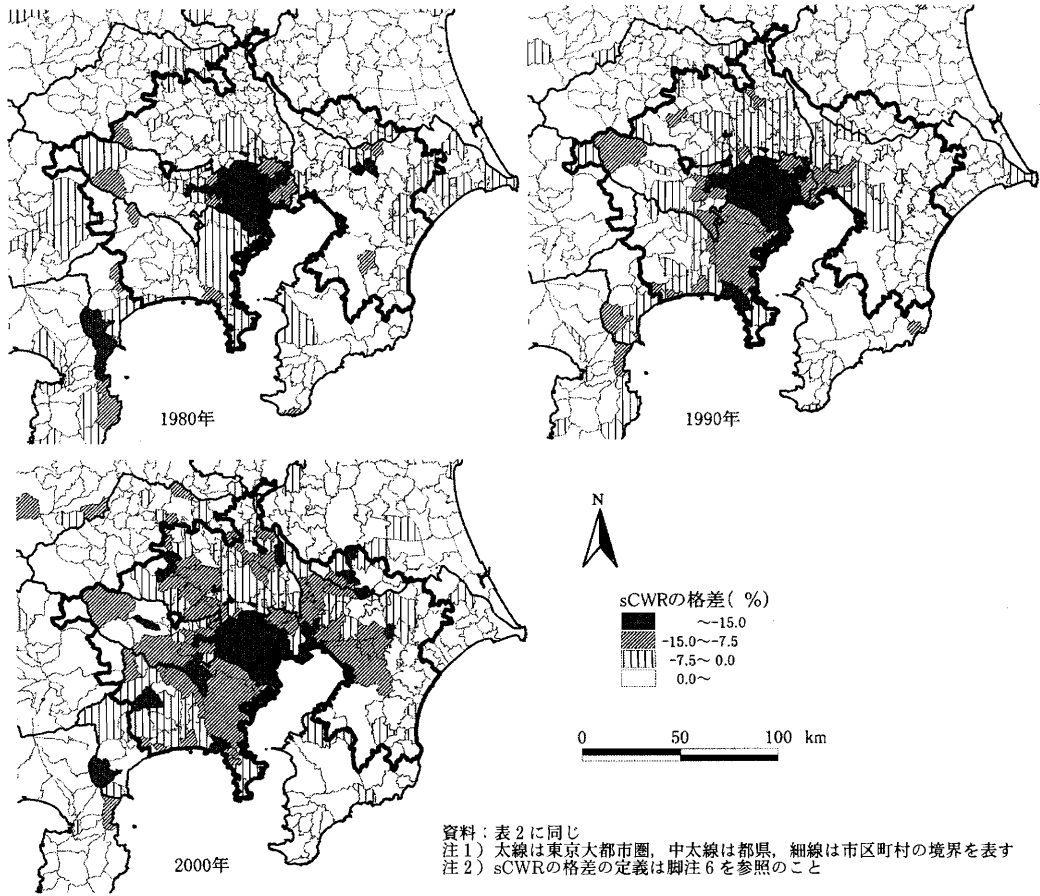 1980年
1990年
2000年
N
sCWRの格差( %)
～-15.0
-15.0～-7.5
-7.5～ 0.0
0.0～
0 50 100 km
資料：表２に同じ
注１）太線は東京大都市圏，中太線は都県，細線は市区町村の境界を表す
注２）sCWRの格差の定義は脚注６を参照のこと